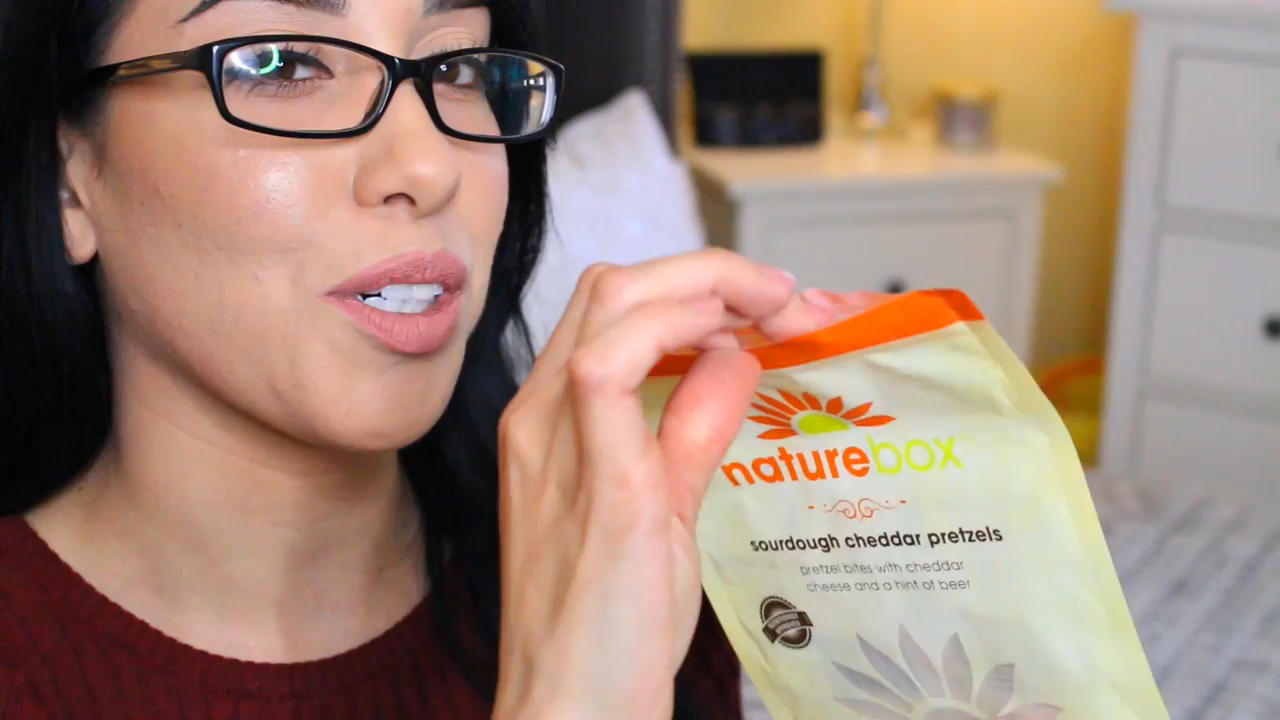 naturebox
sourdough cheddar pretzels
pretzel bites with cheddar
cheese and a hint of beer